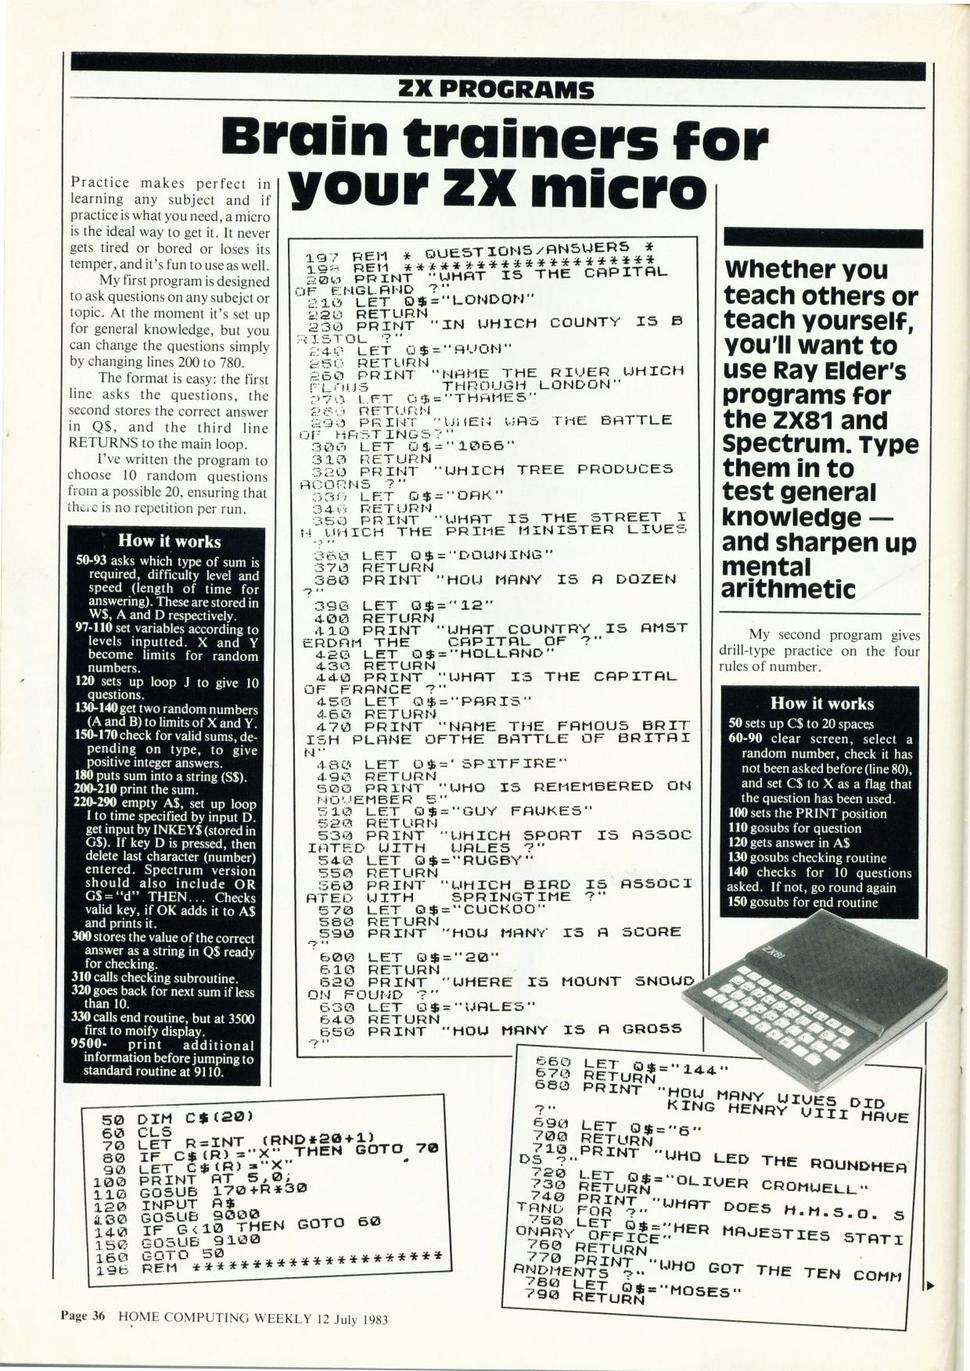 ZX PROGRAMS
Brain trainers for
your ZX micro
Practice makes perfect in
learning any subject and if
practice is what you need, a micro
is the ideal way to get it. It never
gets tired or bored or loses its
temper, and it's fun to use as well.
My first program is designed
to ask questions on any subejct or
topic. At the moment it's set up
for general knowledge, but you
can change the questions simply
by changing lines 200 to 780.
The format is easy: the first
line asks the questions, the
second stores the correct answer
in Q$, and the third line
RETURNS to the main loop.
I've written the program to
choose 10 random questions
from a possible 20, ensuring that
there is no repetition per run.
How it works
50-93 asks which type of sum is
required, difficulty level and
speed (length of time for
answering). These are stored in
W$, A and D respectively.
97-110 set variables according to
levels inputted. X and Y
become limits for random
numbers.
120 sets up loop J to give 10
questions.
130-140 get two random numbers
(A and B) to limits of X and Y.
150-170 check for valid sums, de-
pending on type, to give
positive integer answers.
180 puts sum into a string (S$).
200-210 print the sum.
220-290 empty A$, set up loop
I to time specified by input D.
get input by INKEY$ (stored in
G$). If key D is pressed, then
delete last character (number)
entered. Spectrum version
should also include OR
G$="d" THEN... Checks
valid key, if OK adds it to A$
and prints it.
300 stores the value of the correct
answer as a string in Q$ ready
for checking.
310 calls checking subroutine.
320 goes back for next sum if less
than 10.
330 calls end routine, but at 3500
first to moify display.
9500- print additional
information before jumping to
standard routine at 9110.
197 REM * QUESTIONS/ANSWERS *
198 REM *********************
200 PRINT "WHAT IS THE CAPITAL
OF ENGLAND ?"
210 LET Q$="LONDON"
220 RETURN
230 PRINT "IN WHICH COUNTY IS B
RISTOL ?"
240 LET Q$="AVON"
250 RETURN
260 PRINT "NAME THE RIVER WHICH
FLOWS THROUGH LONDON"
270 LET Q$="THAMES"
280 RETURN
290 PRINT "WHEN WAS THE BATTLE
OF HASTINGS?"
300 LET Q$="1066"
310 RETURN
320 PRINT "WHICH TREE PRODUCES
ACORNS ?"
330 LET Q$="OAK"
340 RETURN
350 PRINT "WHAT IS THE STREET I
N WHICH THE PRIME MINISTER LIVES
?"
360 LET Q$="DOWNING"
370 RETURN
380 PRINT "HOW MANY IS A DOZEN
?"
390 LET Q$="12"
400 RETURN
410 PRINT "WHAT COUNTRY IS AMST
ERDAM THE CAPITAL OF ?"
420 LET Q$="HOLLAND"
430 RETURN
440 PRINT "WHAT IS THE CAPITAL
OF FRANCE ?"
450 LET Q$="PARIS"
460 RETURN
470 PRINT "NAME THE FAMOUS BRIT
ISH PLANE OFTHE BATTLE OF BRITAI
N"
480 LET Q$=' SPITFIRE"
490 RETURN
500 PRINT "WHO IS REMEMBERED ON
NOVEMBER 5"
510 LET Q$="GUY FAWKES"
520 RETURN
530 PRINT "WHICH SPORT IS ASSOC
IATED WITH WALES ?"
540 LET Q$="RUGBY"
550 RETURN
560 PRINT "WHICH BIRD IS ASSOCI
ATED WITH SPRINGTIME ?"
570 LET Q$="CUCKOO"
580 RETURN
590 PRINT "HOW MANY IS A SCORE
?"
600 LET Q$="20"
610 RETURN
620 PRINT "WHERE IS MOUNT SNOWD
ON FOUND ?"
630 LET Q$="WALES"
640 RETURN
650 PRINT "HOW MANY IS A GROSS
?"
Whether you
teach others or
teach yourself,
you'll want to
use Ray Elder's
programs for
the ZX81 and
Spectrum. Type
them in to
test general
knowledge —
and sharpen up
mental
arithmetic
My second program gives
drill-type practice on the four
rules of number.
How it works
50 sets up C$ to 20 spaces
60-90 clear screen, select a
random number, check it has
not been asked before (line 80),
and set C$ to X as a flag that
the question has been used.
100 sets the PRINT position
110 gosubs for question
120 gets answer in A$
130 gosubs checking routine
140 checks for 10 questions
asked. If not, go round again
150 gosubs for end routine
ZX81
50 DIM C$(20)
60 CLS
70 LET R=INT (RND*20+1)
80 IF C$(R)="X" THEN GOTO 70
90 LET C$(R)="X"
100 PRINT AT 5,0;
110 GOSUB 170+R*30
120 INPUT A$
130 GOSUB 9000
140 IF G<10 THEN GOTO 60
150 GOSUB 9100
160 GOTO 50
196 REM *********************
660 LET Q$="144"
670 RETURN
680 PRINT "HOW MANY WIVES DID
KING HENRY VIII HAVE
?"
690 LET Q$="6"
700 RETURN
710 PRINT "WHO LED THE ROUNDHEA
DS ?"
720 LET Q$="OLIVER CROMWELL"
730 RETURN
740 PRINT "WHAT DOES H.M.S.O. S
TAND FOR ?"
750 LET Q$="HER MAJESTIES STATI
ONARY OFFICE"
760 RETURN
770 PRINT "WHO GOT THE TEN COMM
ANDMENTS ?"
780 LET Q$="MOSES"
790 RETURN
Page 36 HOME COMPUTING WEEKLY 12 July 1983